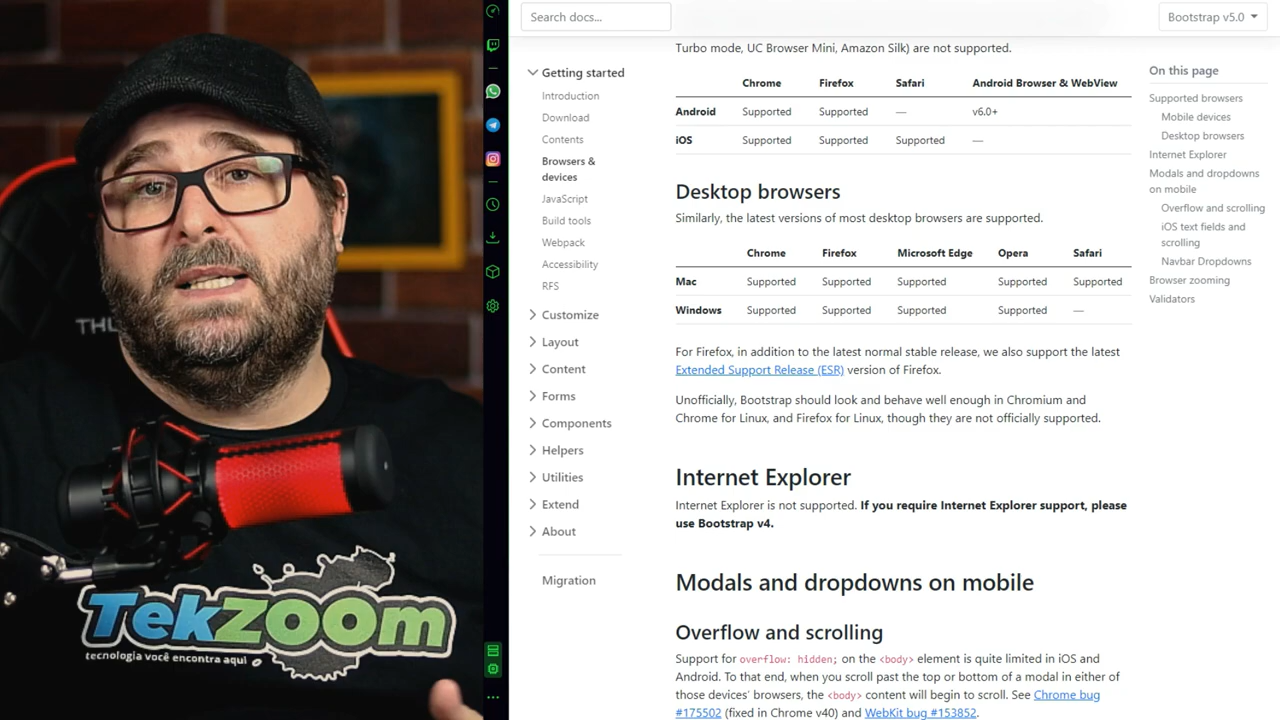 THU
TekZoom
tecnologia você encontra aqui
Search docs...
Bootstrap v5.0
Getting started
Introduction
Download
Contents
Browsers &
devices
JavaScript
Build tools
Webpack
Accessibility
RFS
Customize
Layout
Content
Forms
Components
Helpers
Utilities
Extend
About
Migration
Turbo mode, UC Browser Mini, Amazon Silk) are not supported.
Chrome Firefox Safari Android Browser & WebView
Android Supported Supported — v6.0+
iOS Supported Supported Supported —
Desktop browsers
Similarly, the latest versions of most desktop browsers are supported.
Chrome Firefox Microsoft Edge Opera Safari
Mac Supported Supported Supported Supported Supported
Windows Supported Supported Supported Supported —
For Firefox, in addition to the latest normal stable release, we also support the latest
Extended Support Release (ESR) version of Firefox.
Unofficially, Bootstrap should look and behave well enough in Chromium and
Chrome for Linux, and Firefox for Linux, though they are not officially supported.
Internet Explorer
Internet Explorer is not supported. If you require Internet Explorer support, please
use Bootstrap v4.
Modals and dropdowns on mobile
Overflow and scrolling
Support for overflow: hidden; on the <body> element is quite limited in iOS and
Android. To that end, when you scroll past the top or bottom of a modal in either of
those devices' browsers, the <body> content will begin to scroll. See Chrome bug
#175502 (fixed in Chrome v40) and WebKit bug #153852.
On this page
Supported browsers
Mobile devices
Desktop browsers
Internet Explorer
Modals and dropdowns
on mobile
Overflow and scrolling
iOS text fields and
scrolling
Navbar Dropdowns
Browser zooming
Validators